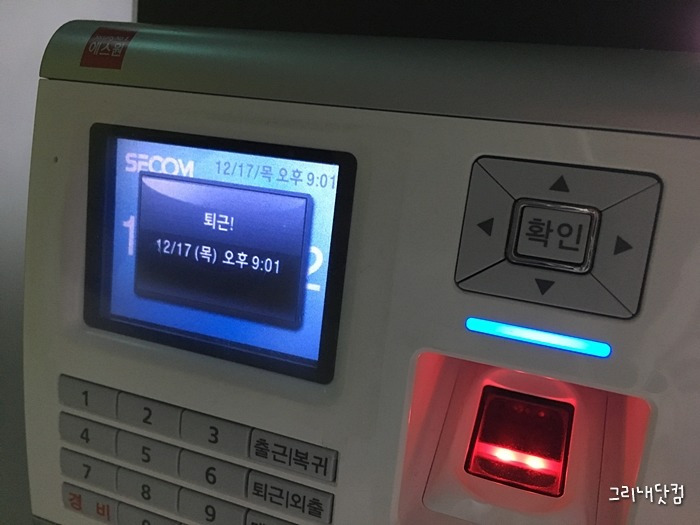 에스원
SECOM 12/17/목 오후 9:01
퇴근!
12/17 (목) 오후 9:01
확인
1 2 3 출근|복귀
4 5 6 퇴근|외출
7 8 9
경 비
그리내닷컴